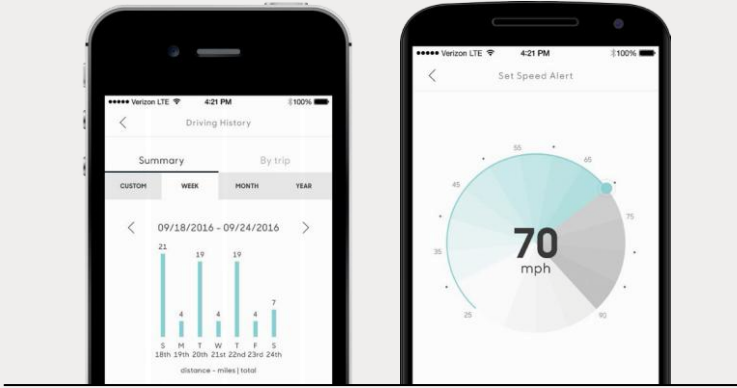 Verizon LTE 4:21 PM 100%
Driving History
Summary By trip
CUSTOM WEEK MONTH YEAR
09/18/2016 - 09/24/2016
21 4 19 4 19 4 7
S M T W T F S
18th 19th 20th 21st 22nd 23rd 24th
distance - miles | total
Verizon LTE 4:21 PM 100%
Set Speed Alert
25
35
45
55
65
75
90
70
mph